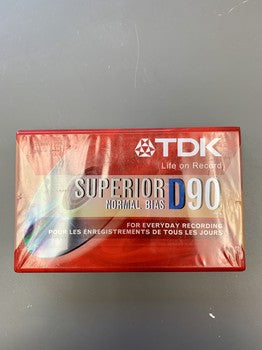 TDK
Life on Record
SUPERIOR D90
NORMAL BIAS
FOR EVERYDAY RECORDING
POUR LES ENREGISTREMENTS DE TOUS LES JOURS